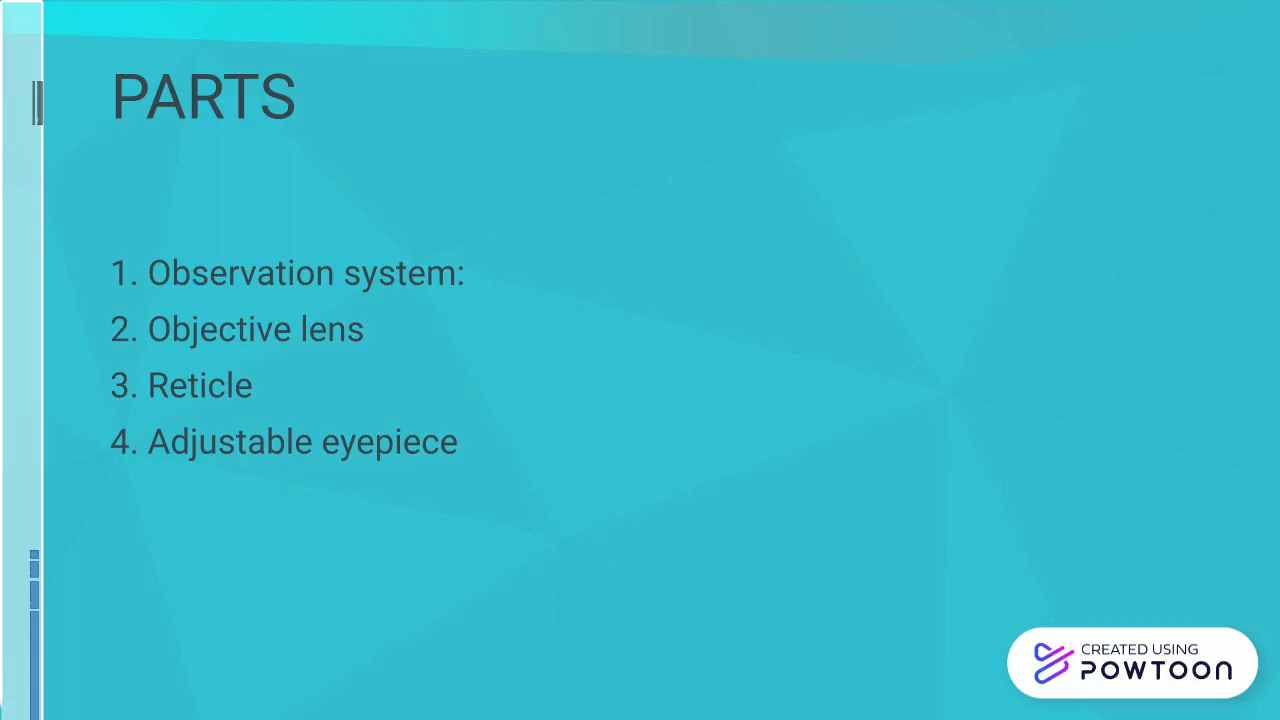 PARTS
1. Observation system:
2. Objective lens
3. Reticle
4. Adjustable eyepiece
CREATED USING
POWTOON